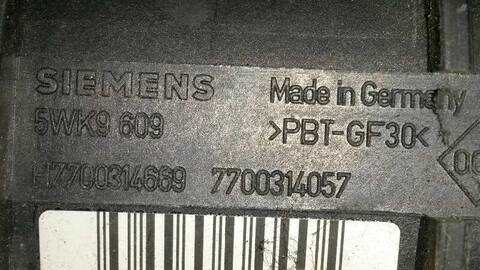 SIEMENS Made in Germany
5WK9 609 >PBT-GF30<
H7700314669 7700314057